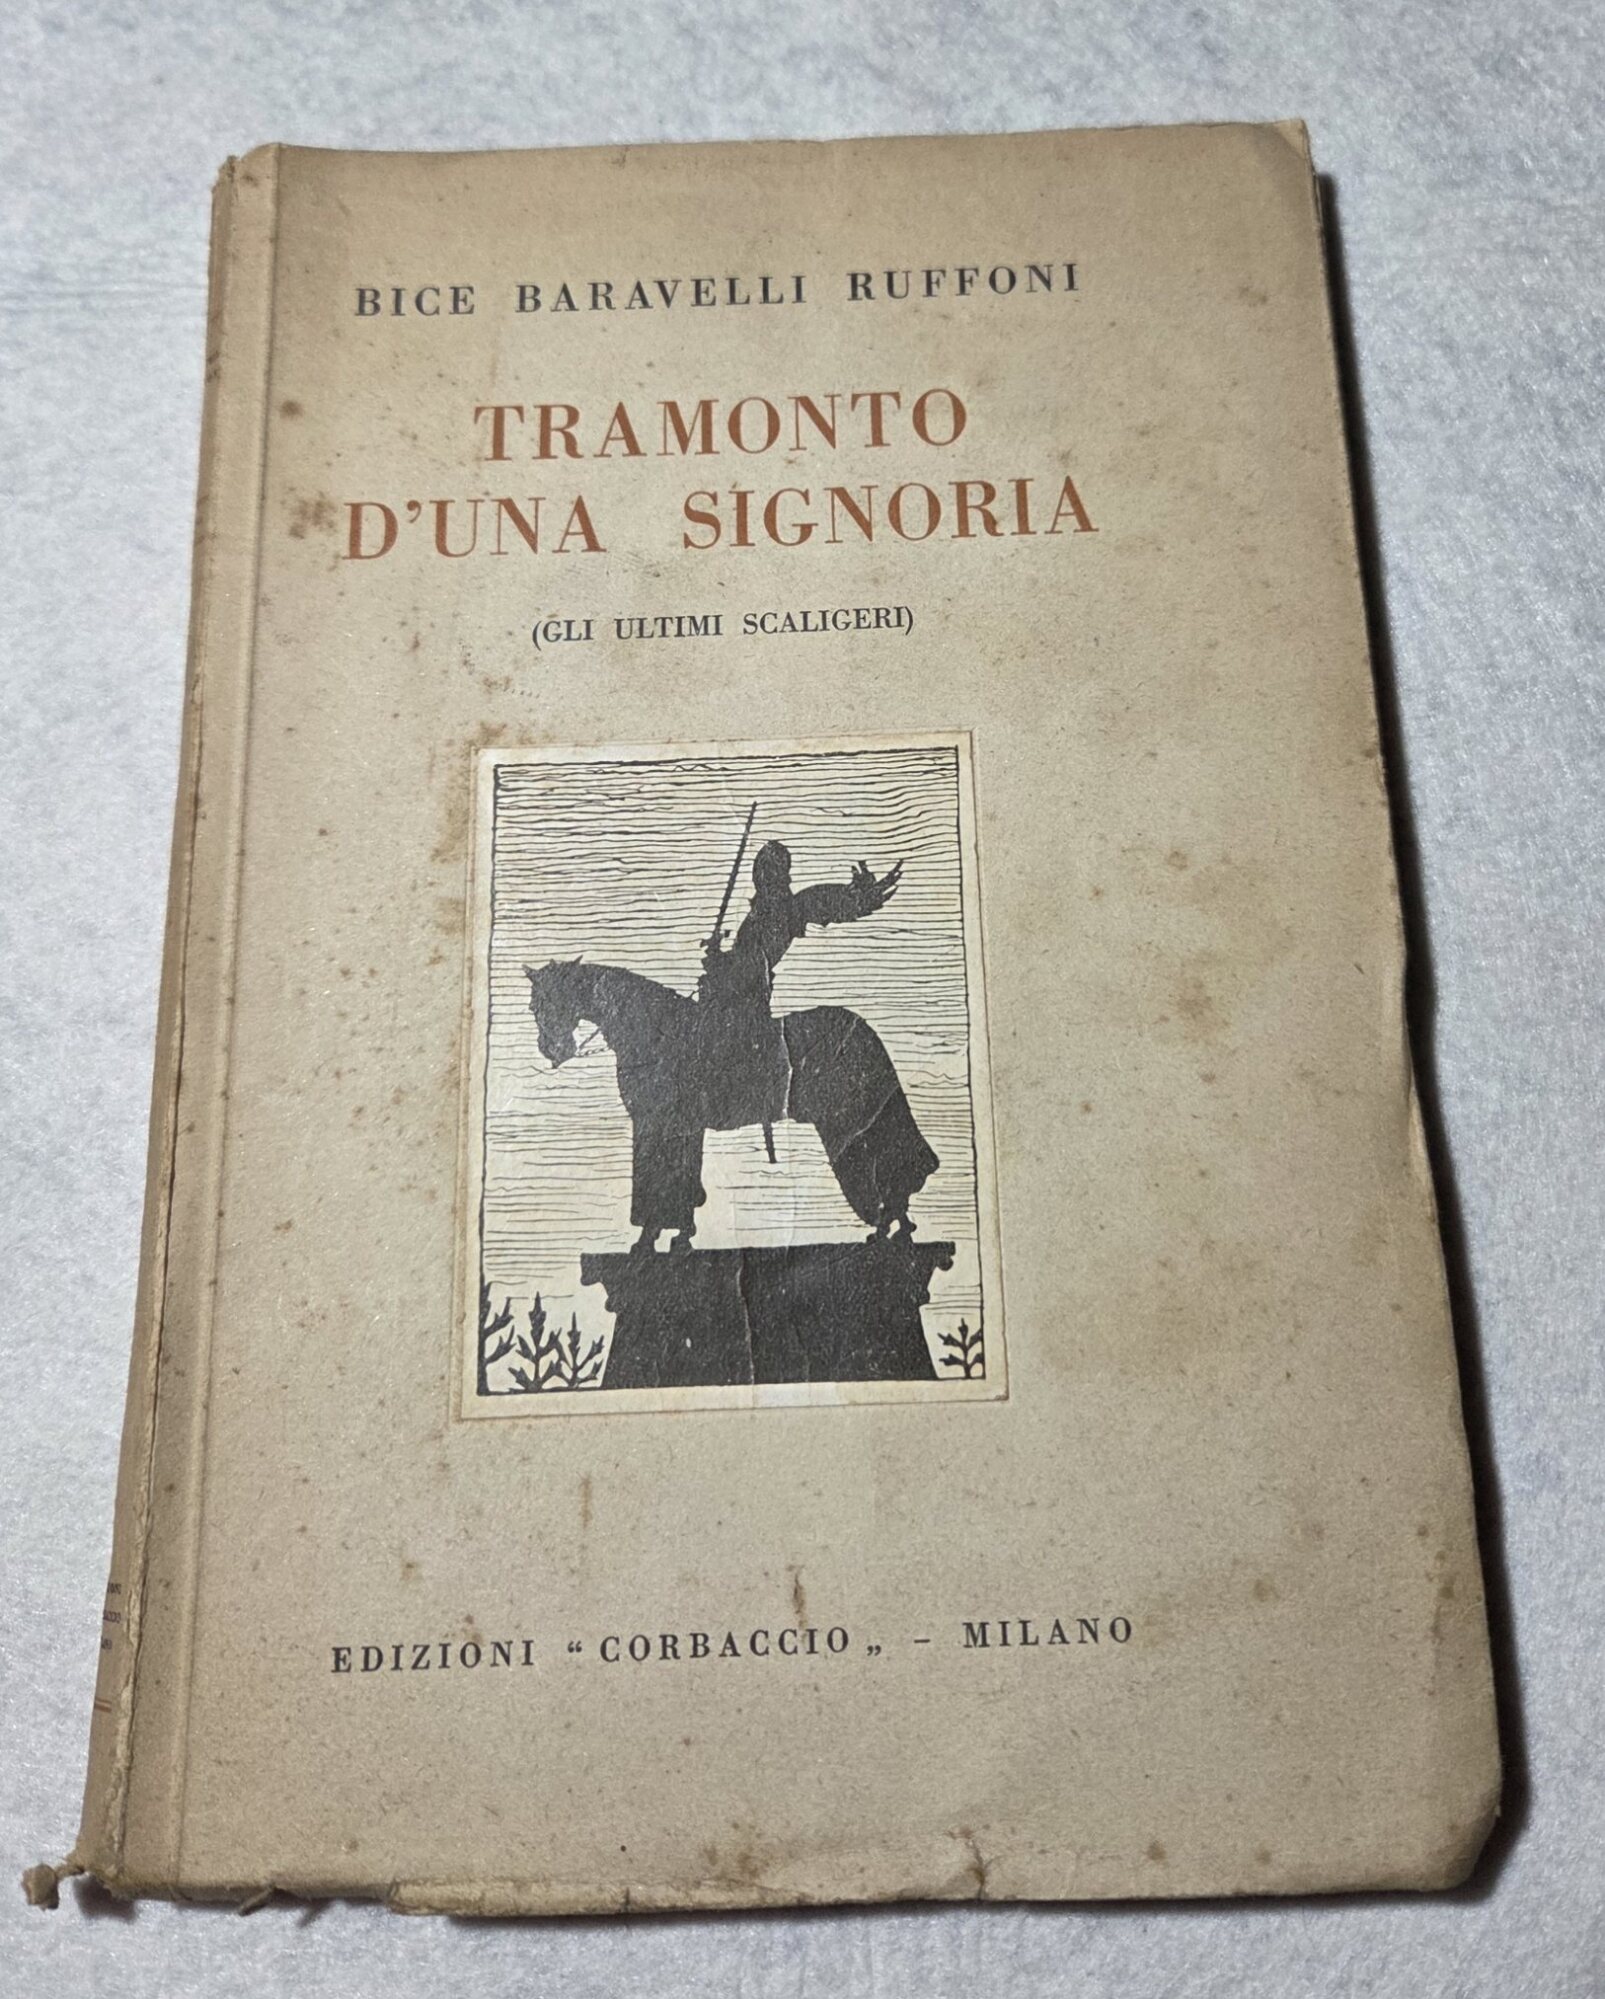 BICE BARAVELLI RUFFONI
TRAMONTO
D'UNA SIGNORIA
(GLI ULTIMI SCALIGERI)
EDIZIONI “CORBACCIO„ - MILANO